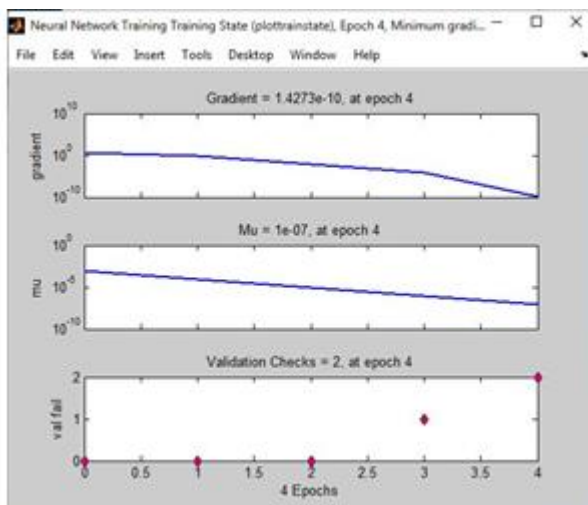 Neural Network Training Training State (plottrainstate), Epoch 4, Minimum gradi...
File Edit View Insert Tools Desktop Window Help
Gradient = 1.4273e-10, at epoch 4
10^10
10^0
10^-10
gradient
Mu = 1e-07, at epoch 4
10^0
10^-5
10^-10
mu
Validation Checks = 2, at epoch 4
2
1
0
val fail
0 0.5 1 1.5 2 2.5 3 3.5 4
4 Epochs